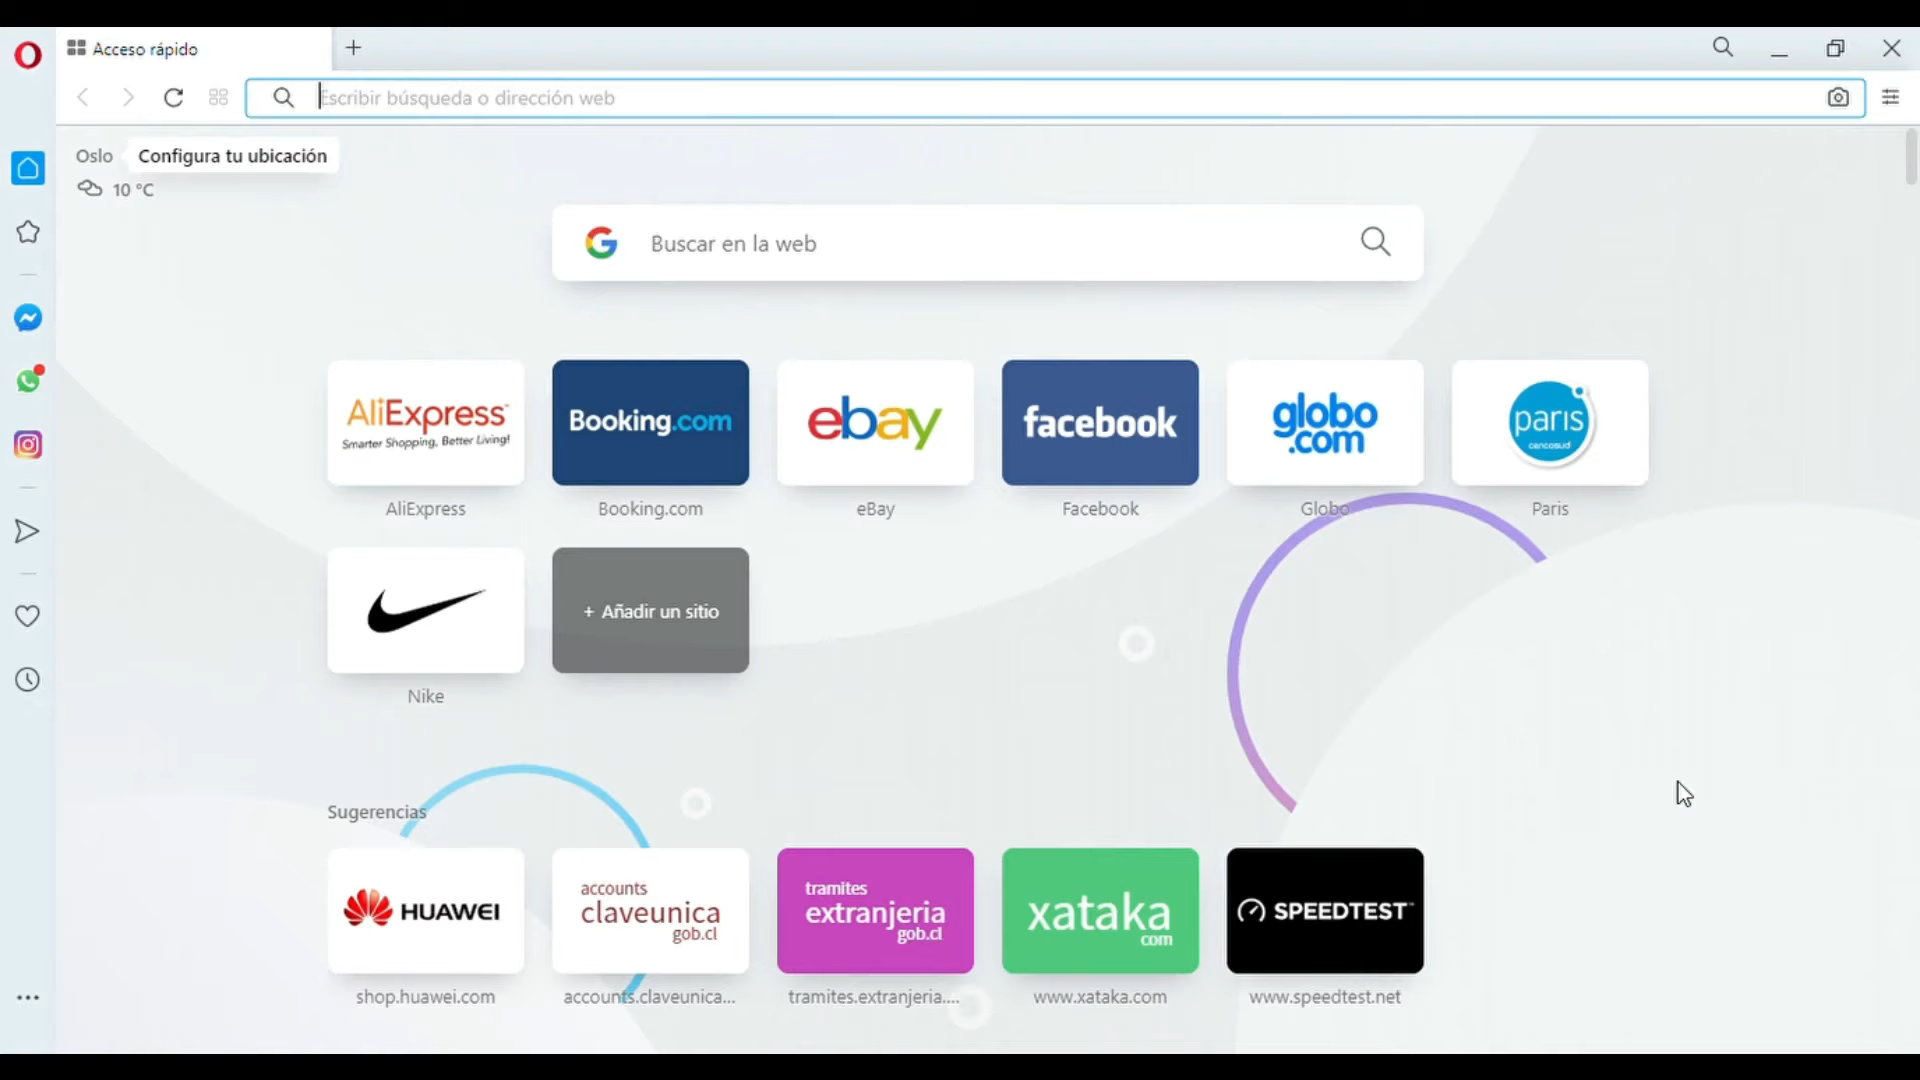 Acceso rápido
Escribir búsqueda o dirección web
Oslo
Configura tu ubicación
10 °C
Buscar en la web
AliExpress
Smarter Shopping, Better Living!
Booking.com
ebay
facebook
globo
.com
paris
cencosud
AliExpress
Booking.com
eBay
Facebook
Globo
Paris
+ Añadir un sitio
Nike
Sugerencias
HUAWEI
accounts
claveunica
gob.cl
tramites
extranjeria
gob.cl
xataka
com
SPEEDTEST
shop.huawei.com
accounts.claveunica...
tramites.extranjeria....
www.xataka.com
www.speedtest.net